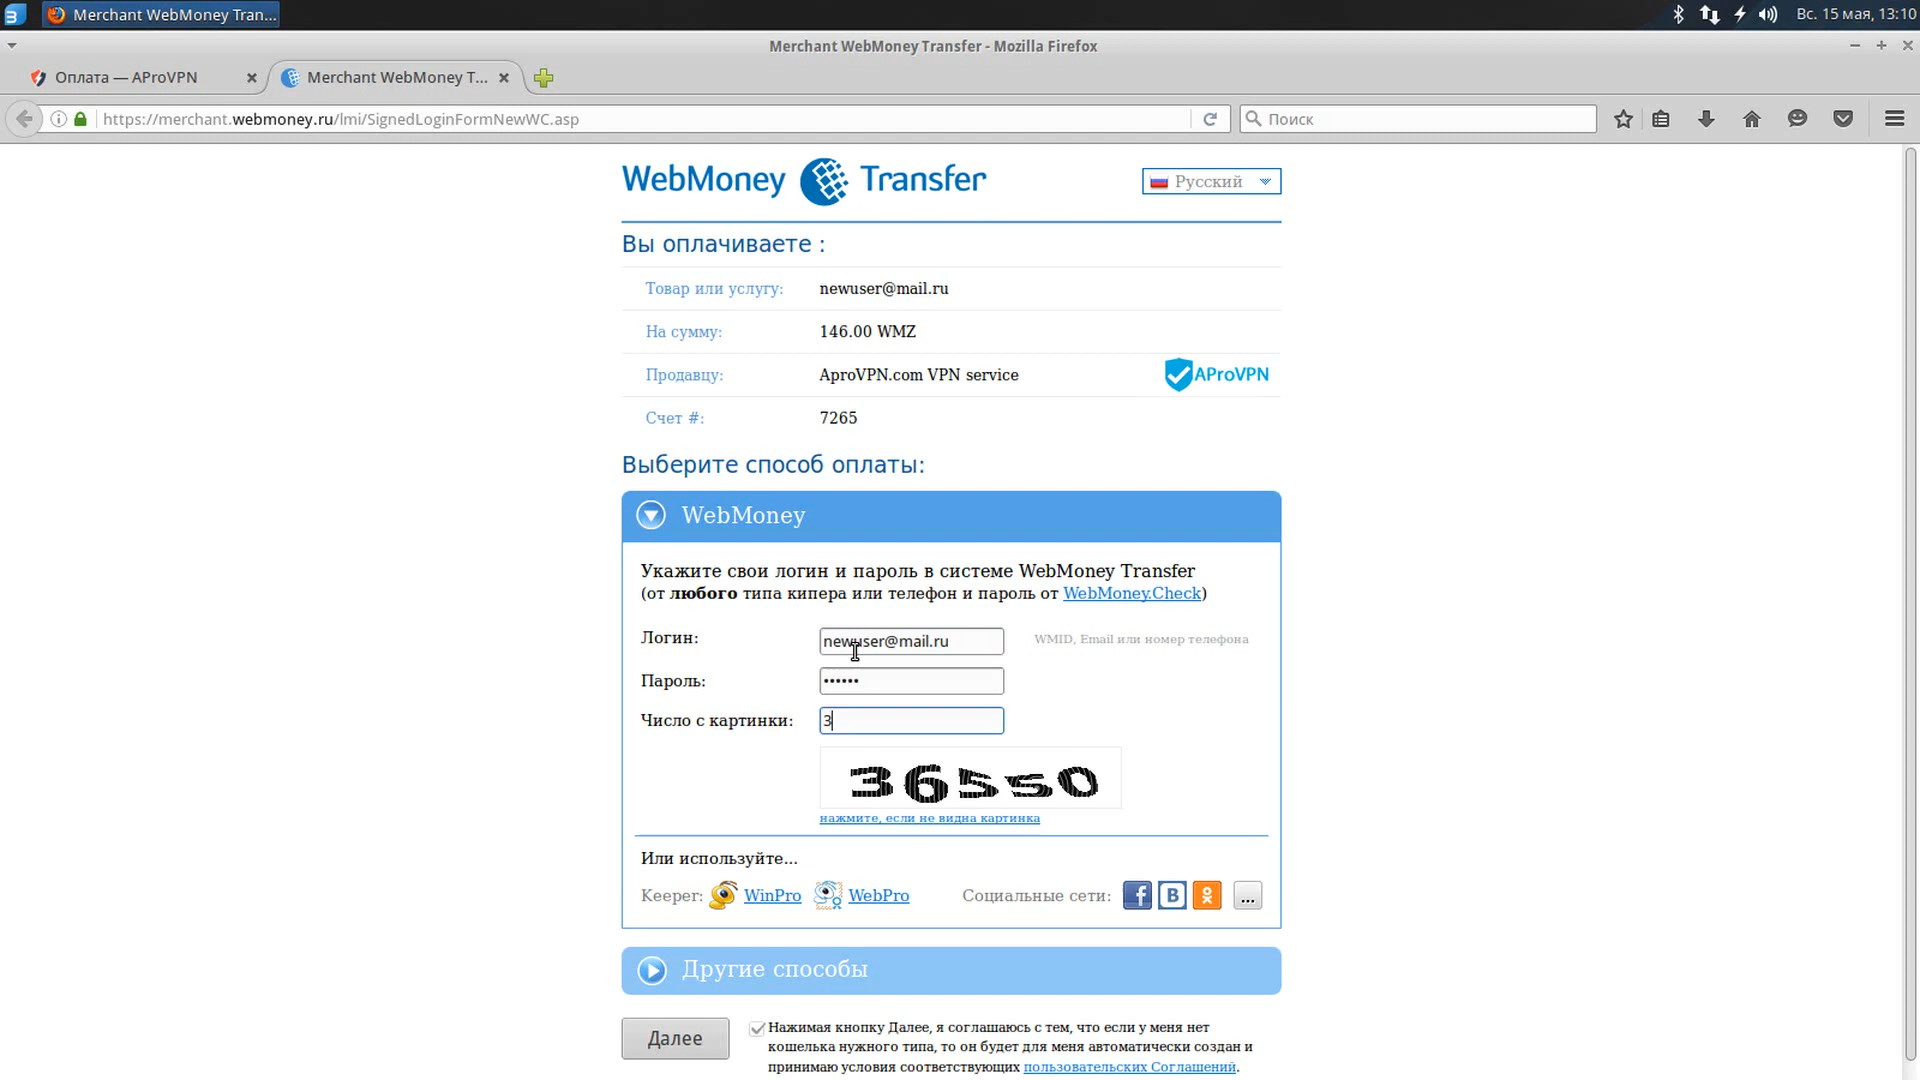 Merchant WebMoney Tran...
Вс. 15 мая, 13:10
Merchant WebMoney Transfer - Mozilla Firefox
Оплата — AProVPN
Merchant WebMoney T...
https://merchant.webmoney.ru/lmi/SignedLoginFormNewWC.asp
Поиск
WebMoney Transfer
Русский
Вы оплачиваете :
Товар или услугу: newuser@mail.ru
На сумму: 146.00 WMZ
Продавцу: AproVPN.com VPN service AProVPN
Счет #: 7265
Выберите способ оплаты:
WebMoney
Укажите свои логин и пароль в системе WebMoney Transfer
(от любого типа кипера или телефон и пароль от WebMoney.Check)
Логин: newuser@mail.ru WMID, Email или номер телефона
Пароль: ••••••
Число с картинки: 3
36550
нажмите, если не видна картинка
Или используйте...
Keeper: WinPro WebPro Социальные сети: f В ...
Другие способы
Далее
Нажимая кнопку Далее, я соглашаюсь с тем, что если у меня нет
кошелька нужного типа, то он будет для меня автоматически создан и
принимаю условия соответствующих пользовательских Соглашений.